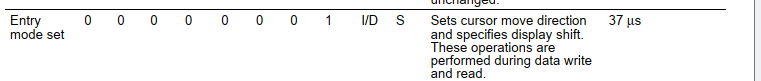 unchanged.
Entry 0 0 0 0 0 0 0 1 I/D S Sets cursor move direction 37 µs
mode set and specifies display shift.
These operations are
performed during data write
and read.